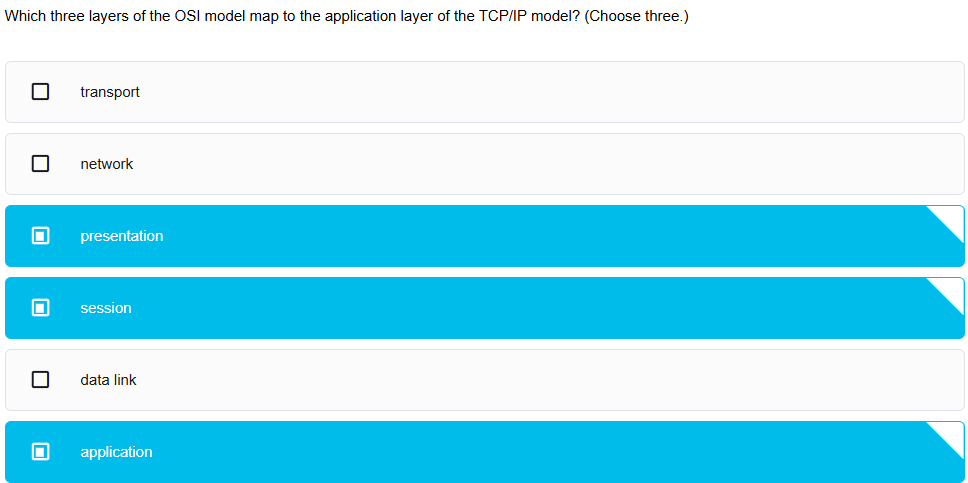 Which three layers of the OSI model map to the application layer of the TCP/IP model? (Choose three.)
transport
network
presentation
session
data link
application